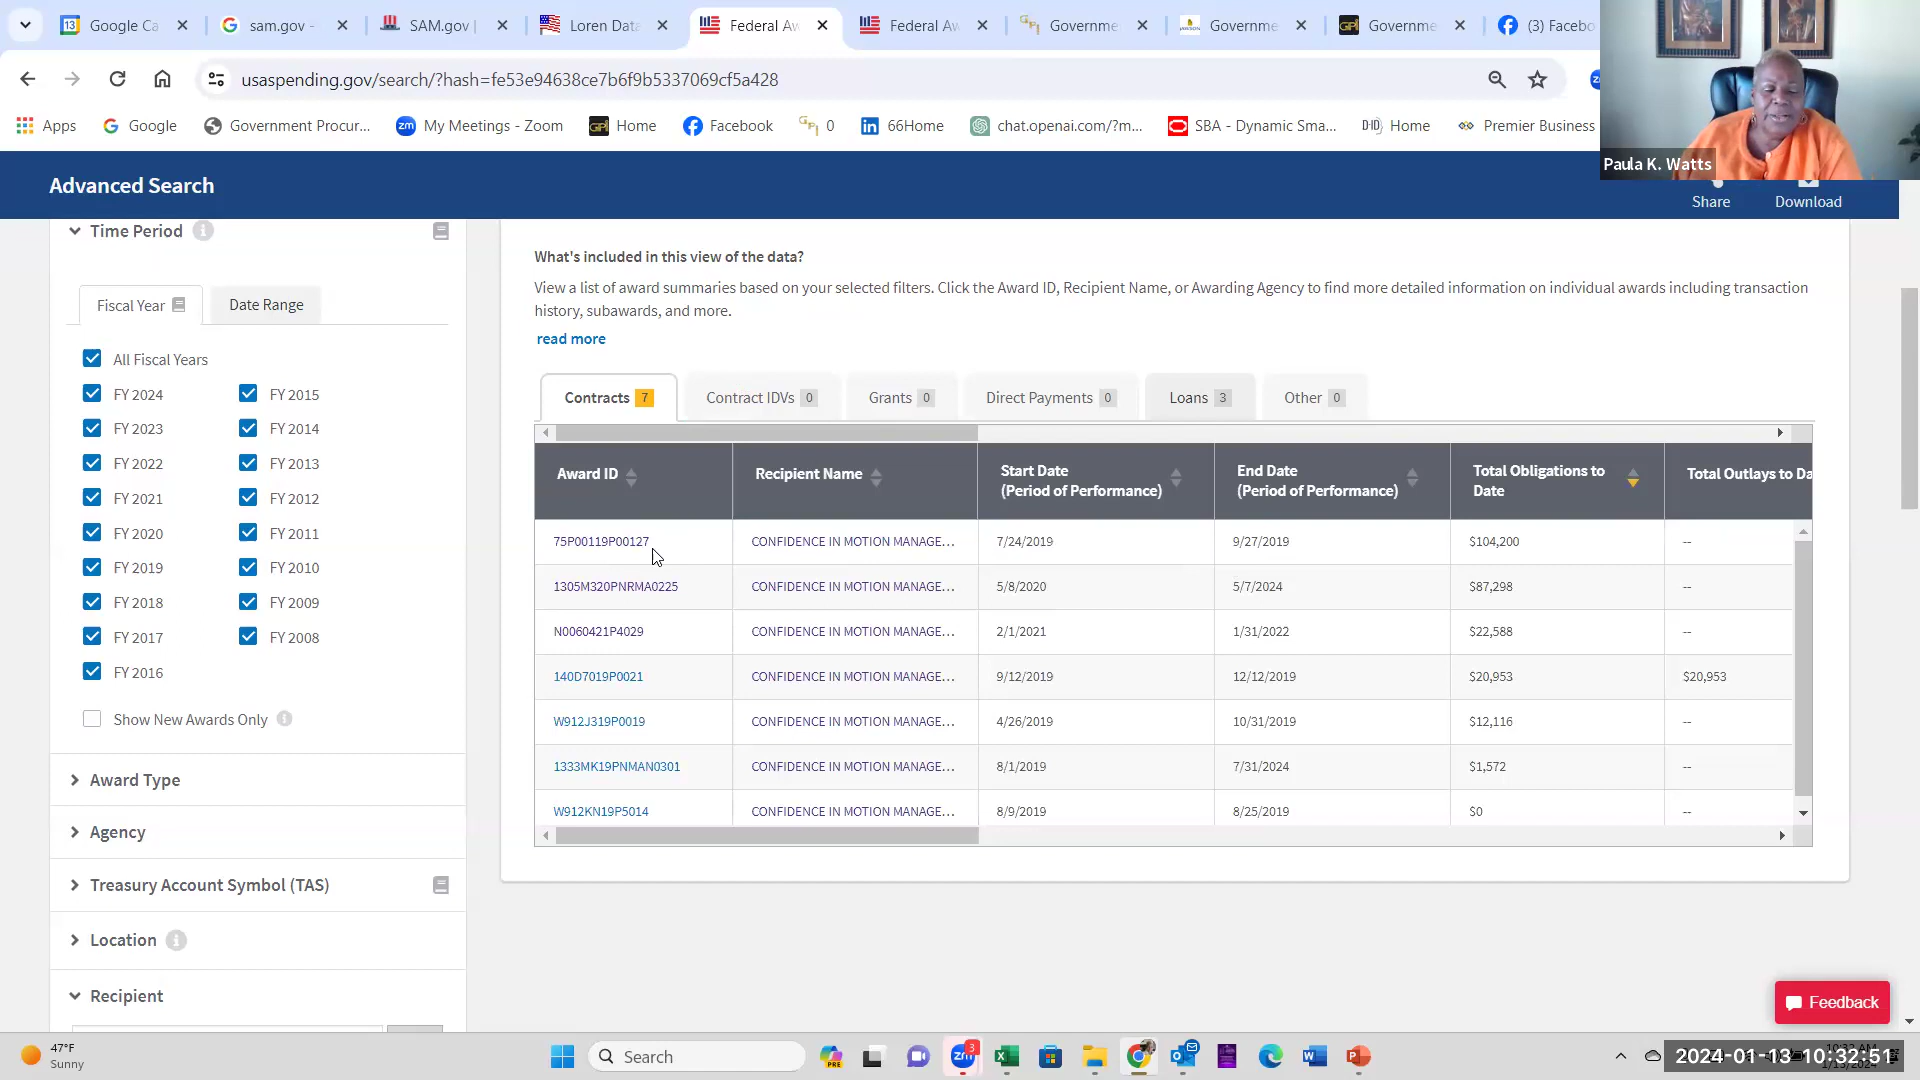 Google Ca
sam.gov -
SAM.gov |
Loren Data
Federal Aw
Federal Aw
Governme
Governme
Governme
(3) Facebo
usaspending.gov/search/?hash=fe53e94638ce7b6f9b5337069cf5a428
Apps
Google
Government Procur...
My Meetings - Zoom
Home
Facebook
0
66Home
chat.openai.com/?m...
SBA - Dynamic Sma...
Home
Premier Business
Paula K. Watts
Advanced Search
Share
Download
Time Period
Fiscal Year
Date Range
All Fiscal Years
FY 2024
FY 2015
FY 2023
FY 2014
FY 2022
FY 2013
FY 2021
FY 2012
FY 2020
FY 2011
FY 2019
FY 2010
FY 2018
FY 2009
FY 2017
FY 2008
FY 2016
Show New Awards Only
Award Type
Agency
Treasury Account Symbol (TAS)
Location
Recipient
What's included in this view of the data?
View a list of award summaries based on your selected filters. Click the Award ID, Recipient Name, or Awarding Agency to find more detailed information on individual awards including transaction
history, subawards, and more.
read more
Contracts 7
Contract IDVs 0
Grants 0
Direct Payments 0
Loans 3
Other 0
Award ID
Recipient Name
Start Date
(Period of Performance)
End Date
(Period of Performance)
Total Obligations to
Date
Total Outlays to Da
75P00119P00127 CONFIDENCE IN MOTION MANAGE... 7/24/2019 9/27/2019 $104,200 --
1305M320PNRMA0225 CONFIDENCE IN MOTION MANAGE... 5/8/2020 5/7/2024 $87,298 --
N0060421P4029 CONFIDENCE IN MOTION MANAGE... 2/1/2021 1/31/2022 $22,588 --
140D7019P0021 CONFIDENCE IN MOTION MANAGE... 9/12/2019 12/12/2019 $20,953 $20,953
W912J319P0019 CONFIDENCE IN MOTION MANAGE... 4/26/2019 10/31/2019 $12,116 --
1333MK19PNMAN0301 CONFIDENCE IN MOTION MANAGE... 8/1/2019 7/31/2024 $1,572 --
W912KN19P5014 CONFIDENCE IN MOTION MANAGE... 8/9/2019 8/25/2019 $0 --
Feedback
47°F
Sunny
Search
2024-01-13 10:32:51